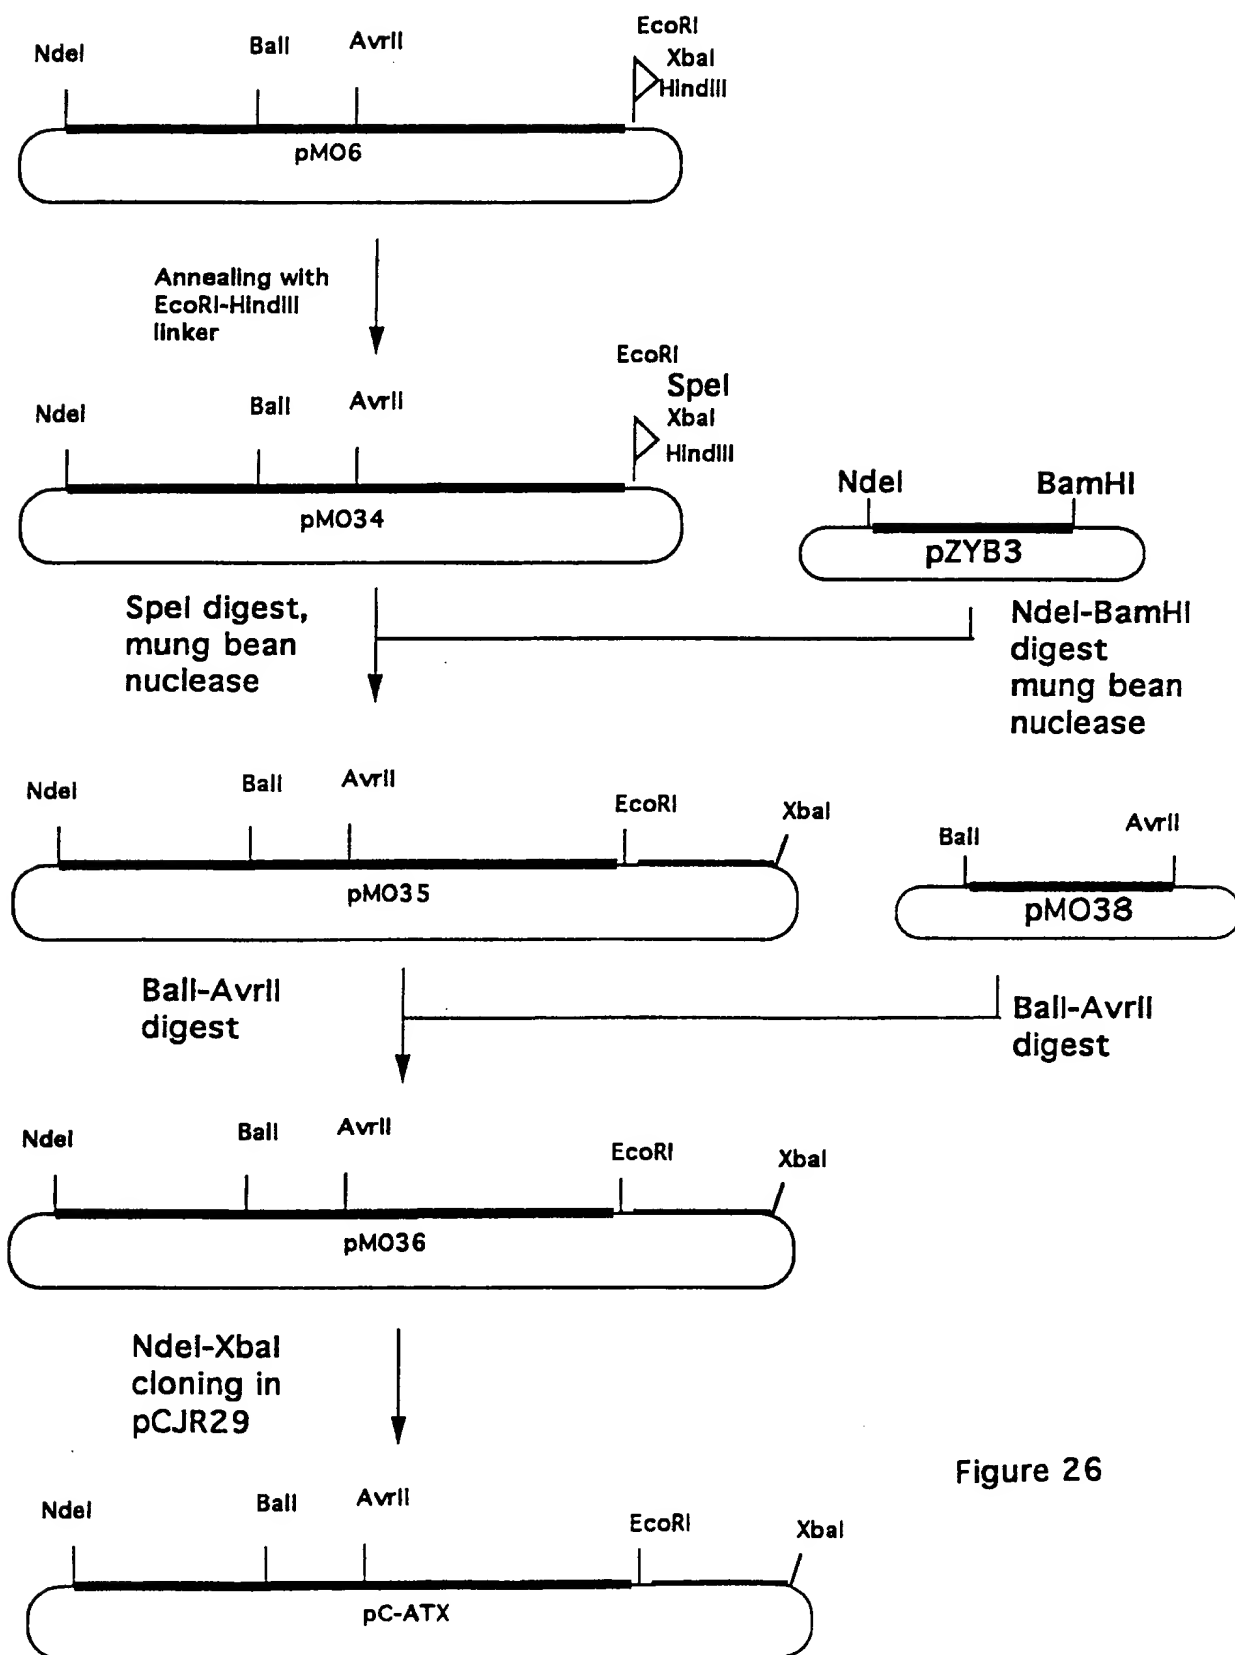 EcoRI
NdeI
BalI
AvrII
XbaI
HindIII
pMO6
Annealing with
EcoRI-HindIII
linker
EcoRI
SpeI
NdeI
BalI
AvrII
XbaI
HindIII
pMO34
NdeI
BamHI
pZYB3
SpeI digest,
mung bean
nuclease
NdeI-BamHI
digest
mung bean
nuclease
NdeI
BalI
AvrII
EcoRI
XbaI
pMO35
BalI
AvrII
pMO38
BalI-AvrII
digest
BalI-AvrII
digest
NdeI
BalI
AvrII
EcoRI
XbaI
pMO36
NdeI-XbaI
cloning in
pCJR29
Figure 26
NdeI
BalI
AvrII
EcoRI
XbaI
pC-ATX